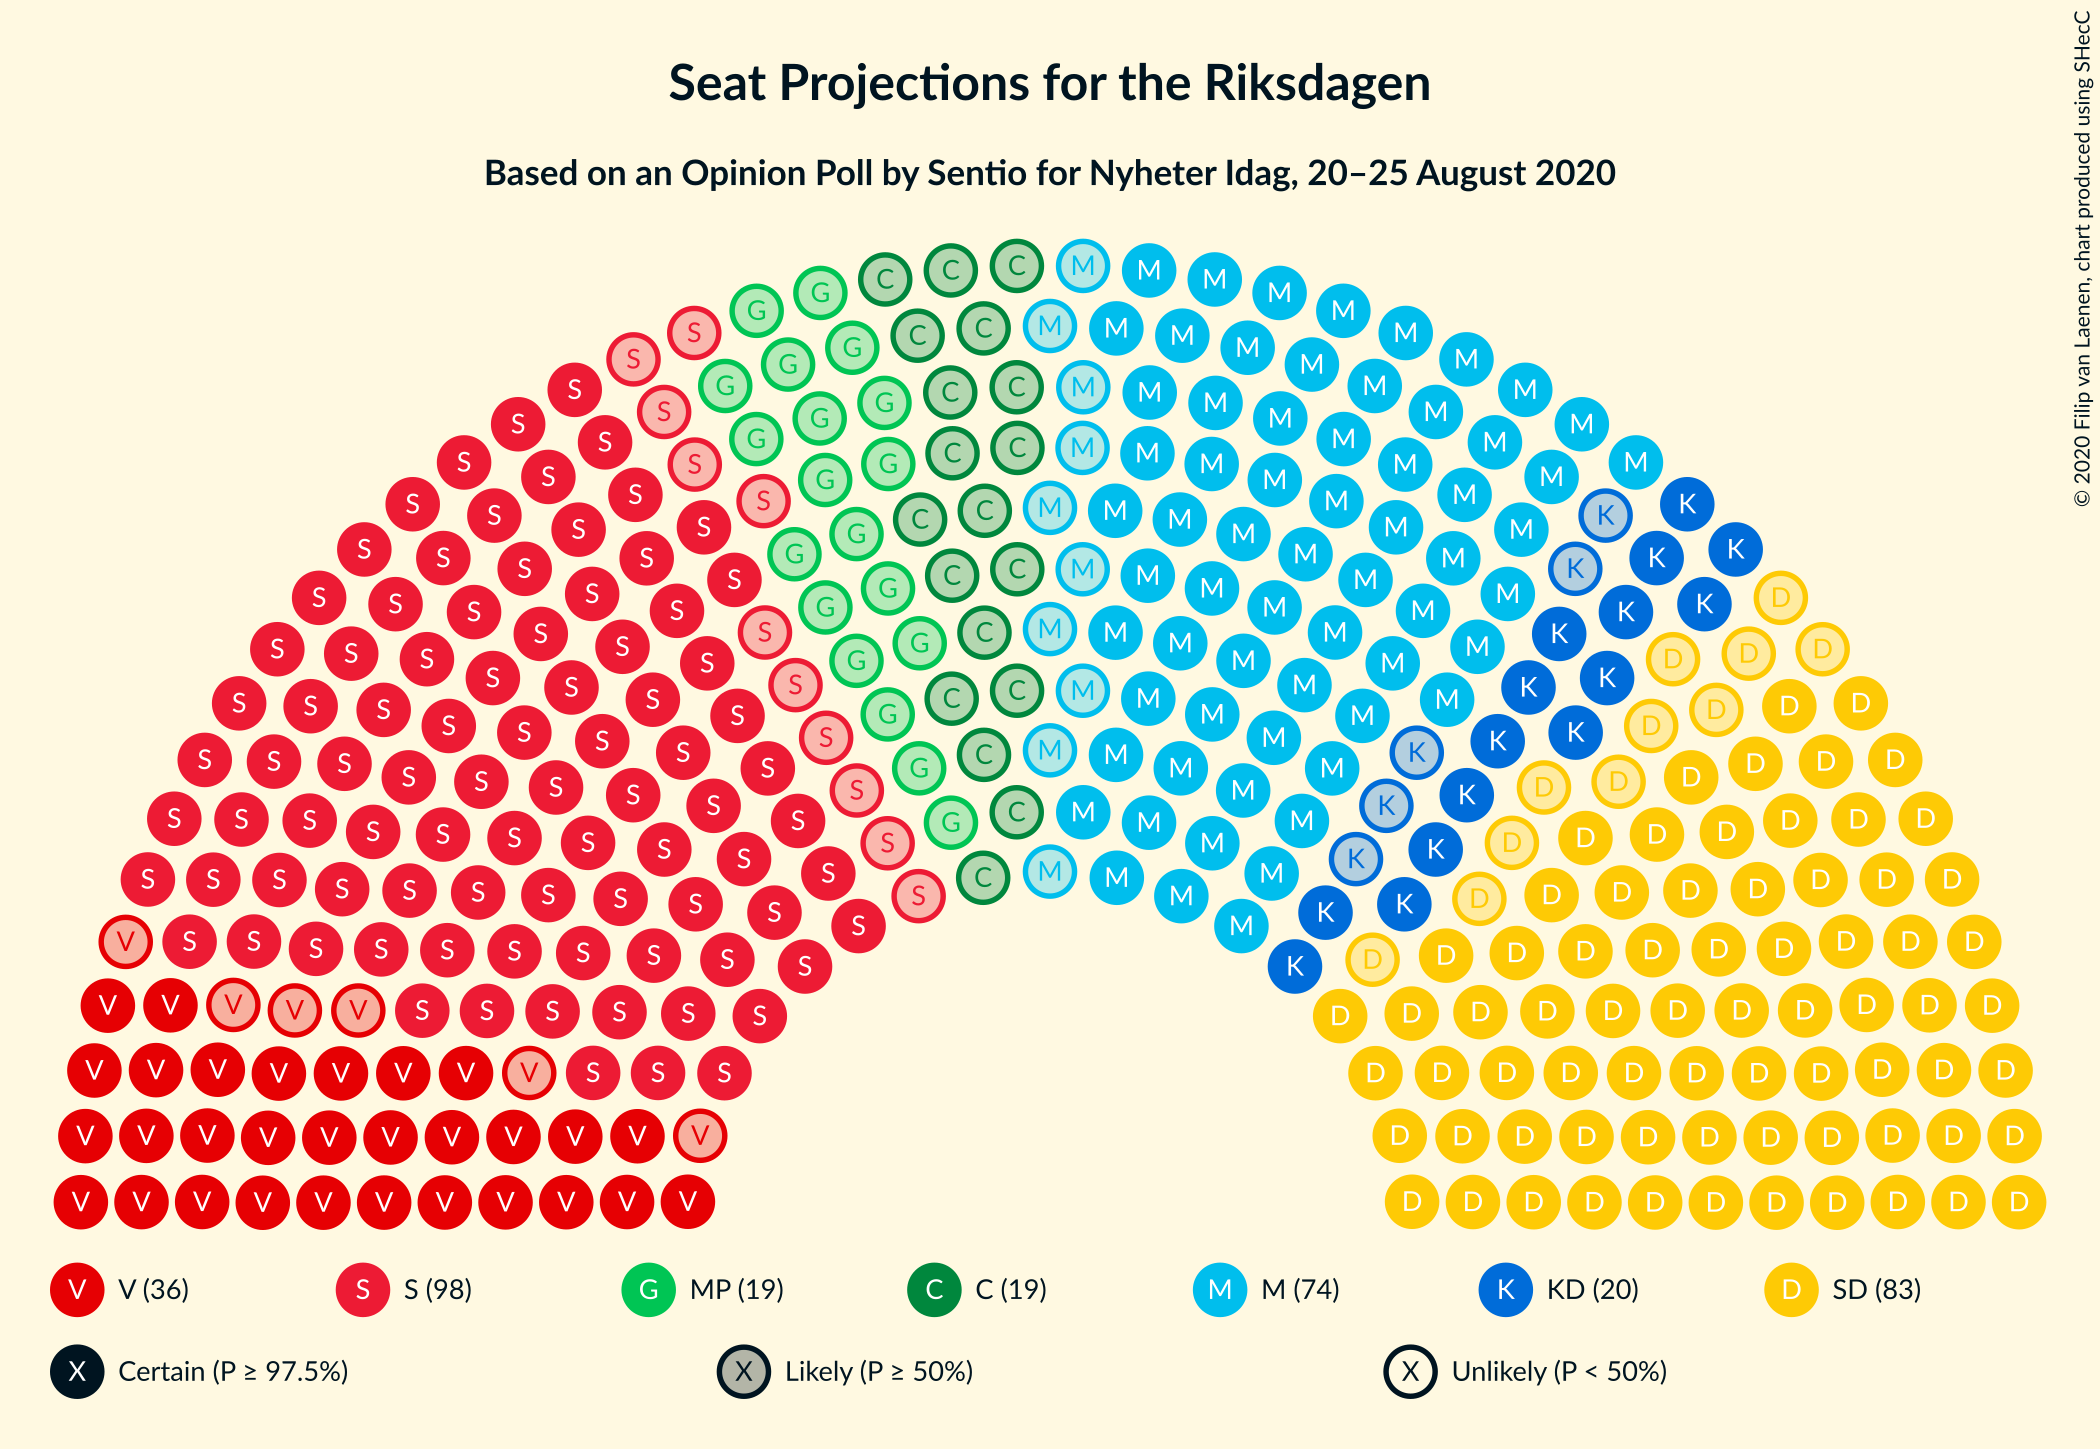 Seat Projections for the Riksdagen
Based on an Opinion Poll by Sentio for Nyheter Idag, 20–25 August 2020
© 2020 Filip van Laenen, chart produced using SHecC
V V (36) S S (98) G MP (19) C C (19) M M (74) K KD (20) D SD (83)
X Certain (P ≥ 97.5%) X Likely (P ≥ 50%) X Unlikely (P < 50%)